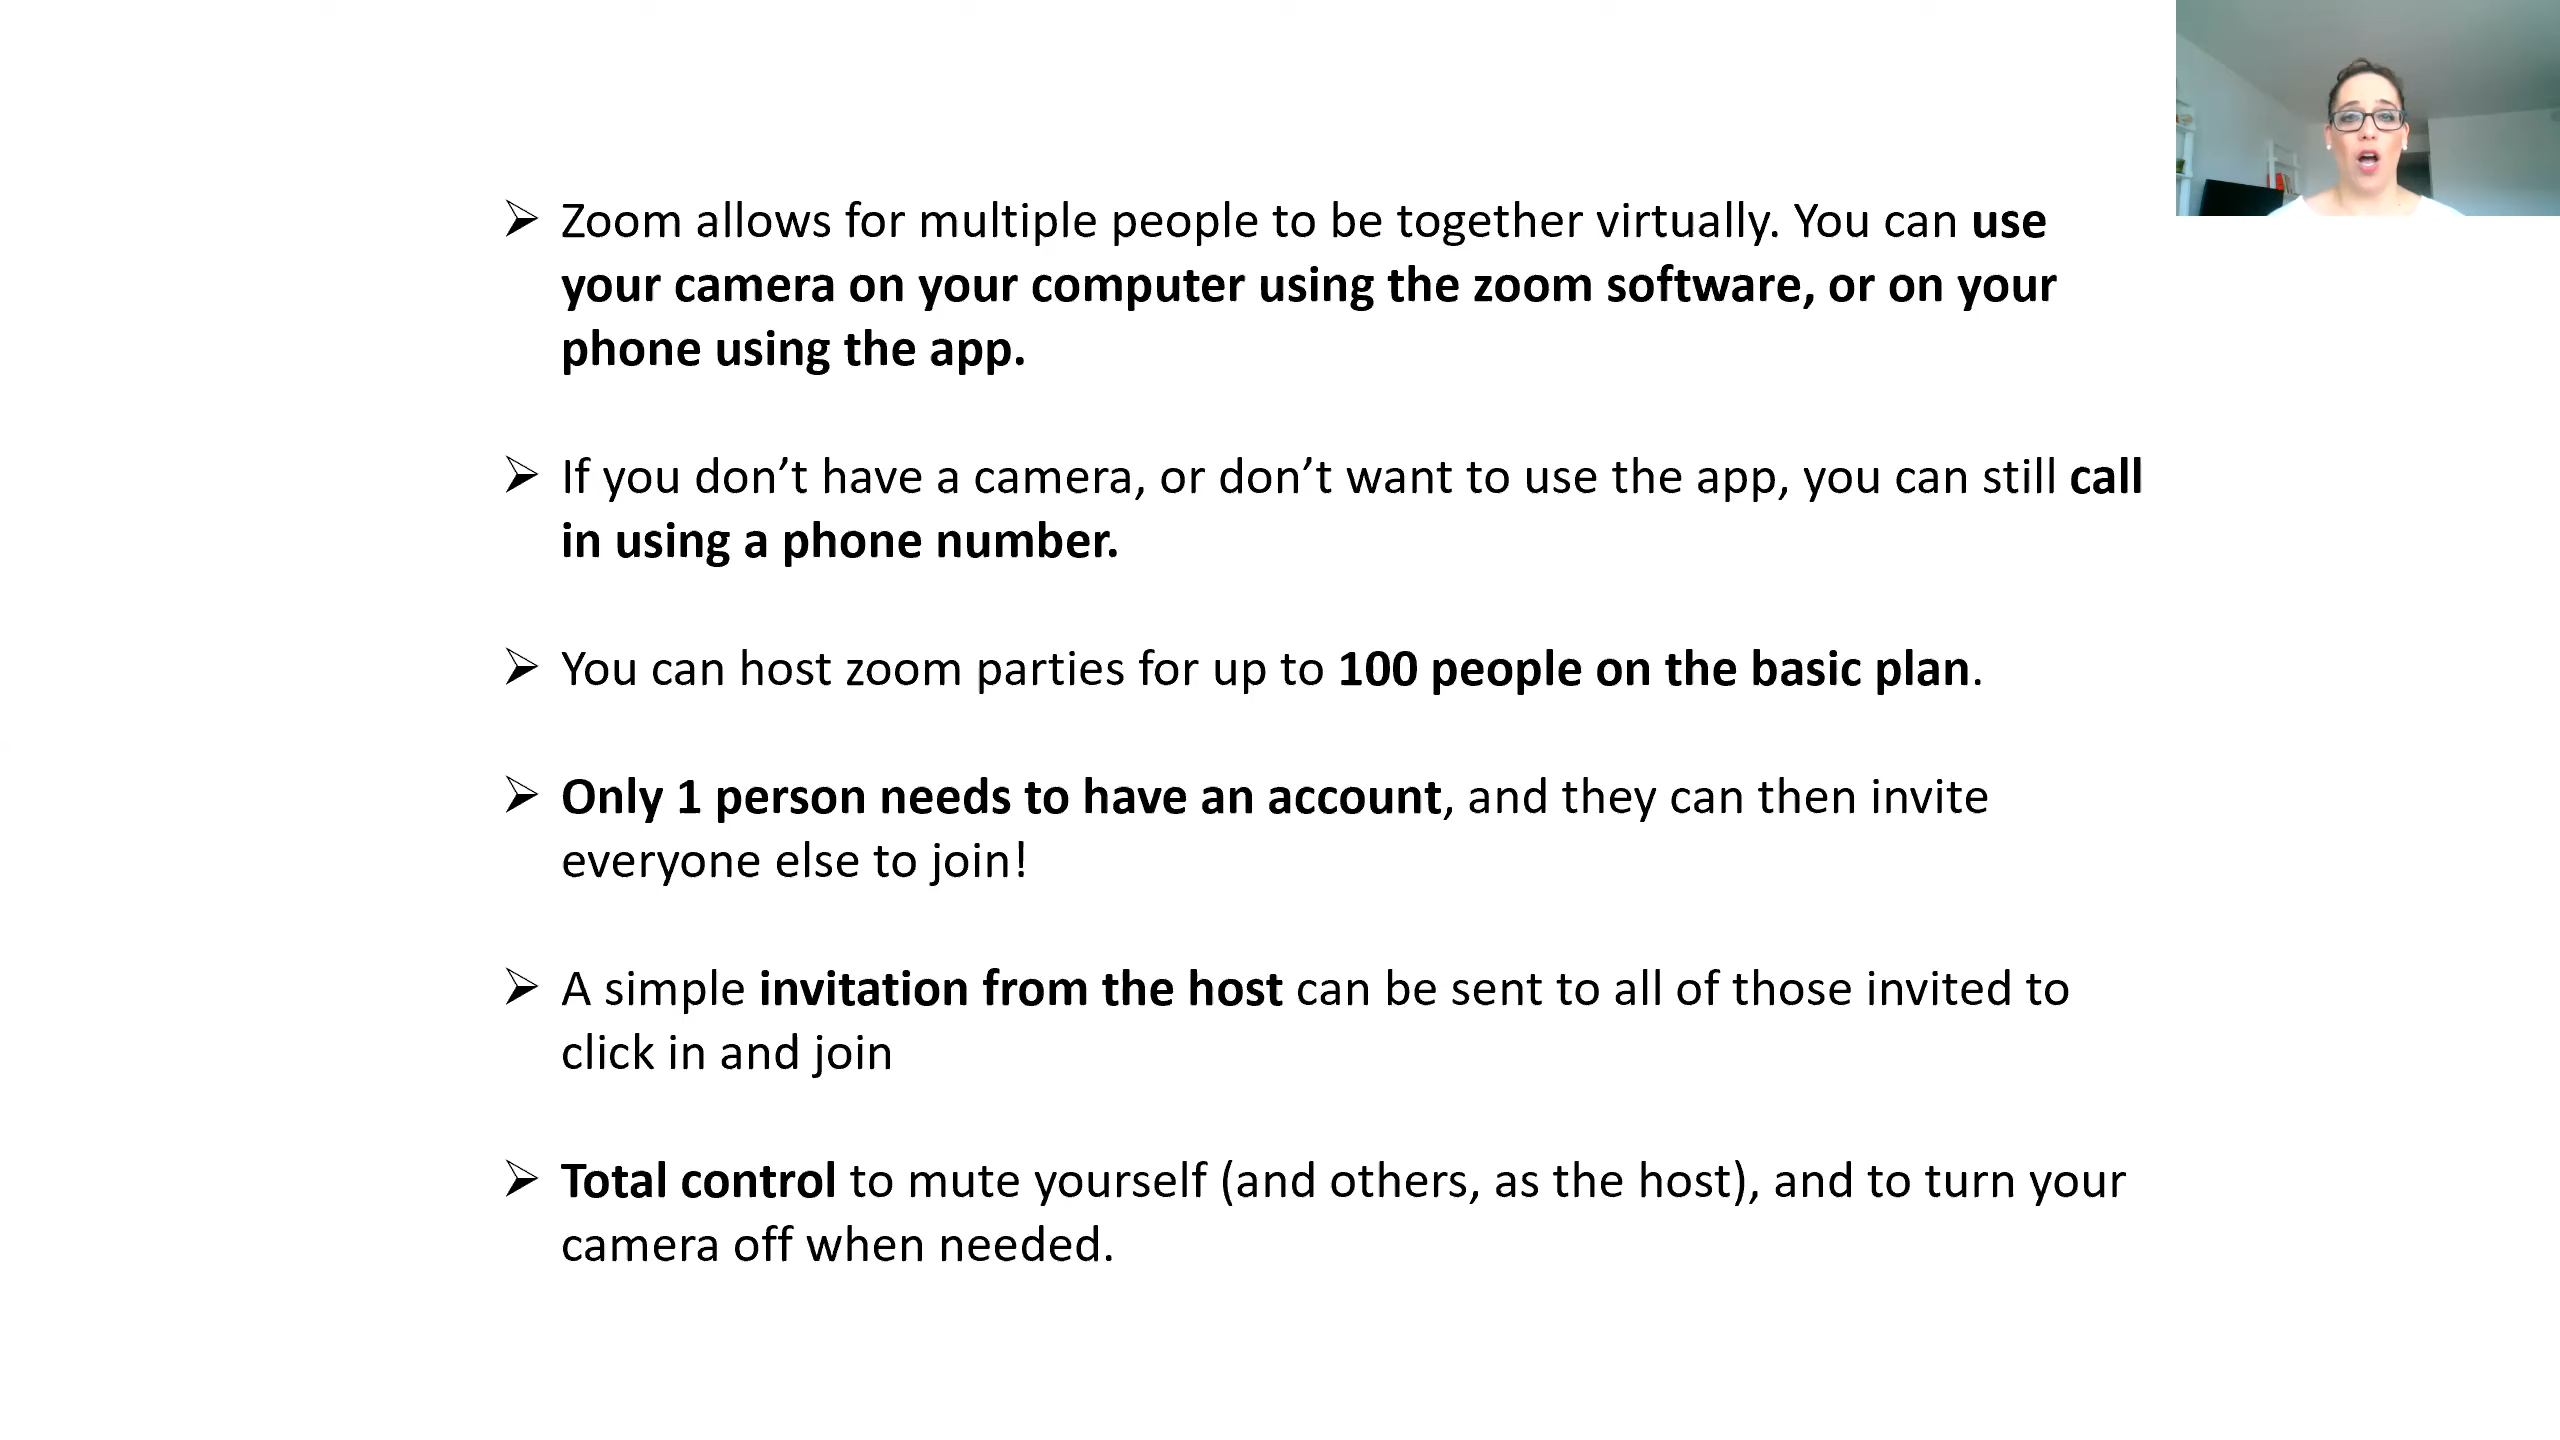 ➢ Zoom allows for multiple people to be together virtually. You can use
your camera on your computer using the zoom software, or on your
phone using the app.
➢ If you don’t have a camera, or don’t want to use the app, you can still call
in using a phone number.
➢ You can host zoom parties for up to 100 people on the basic plan.
➢ Only 1 person needs to have an account, and they can then invite
everyone else to join!
➢ A simple invitation from the host can be sent to all of those invited to
click in and join
➢ Total control to mute yourself (and others, as the host), and to turn your
camera off when needed.